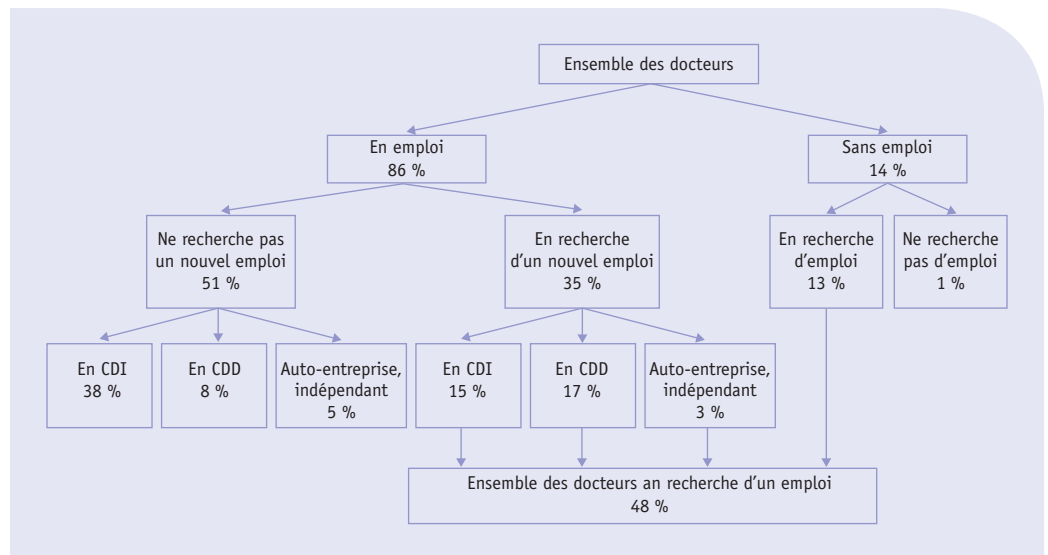 Ensemble des docteurs
En emploi
86 %
Sans emploi
14 %
Ne recherche pas
un nouvel emploi
51 %
En recherche
d'un nouvel emploi
35 %
En recherche
d'emploi
13 %
Ne recherche
pas d'emploi
1 %
En CDI
38 %
En CDD
8 %
Auto-entreprise,
indépendant
5 %
En CDI
15 %
En CDD
17 %
Auto-entreprise,
indépendant
3 %
Ensemble des docteurs an recherche d'un emploi
48 %